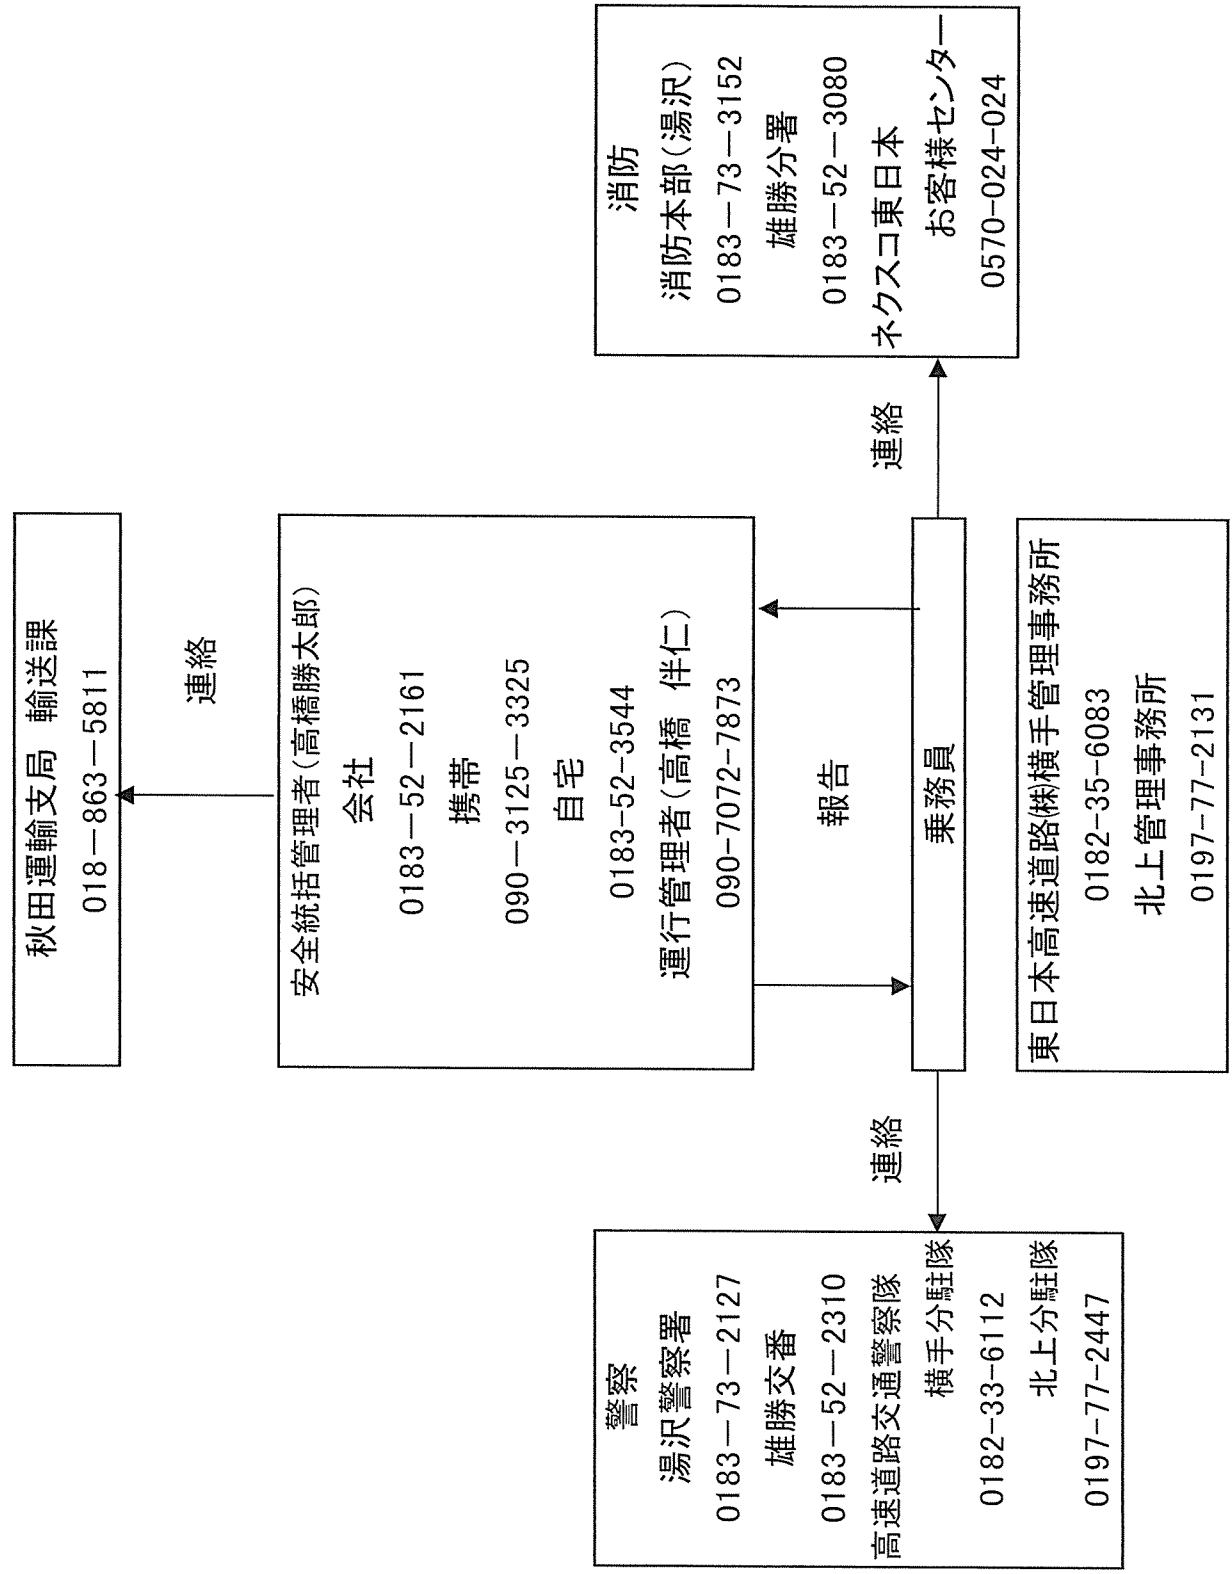 秋田運輸支局　輸送課
018－863－5811
連絡
安全統括管理者(高橋勝太郎)
会社
0183－52－2161
携帯
090－3125－3325
自宅
0183-52-3544
運行管理者(高橋　伴仁)
090-7072-7873
報告
警察
湯沢警察署
0183－73－2127
雄勝交番
0183－52－2310
高速道路交通警察隊
横手分駐隊
0182-33-6112
北上分駐隊
0197-77-2447
連絡
乗務員
連絡
消防
消防本部(湯沢)
0183－73－3152
雄勝分署
0183－52－3080
ネクスコ東日本
お客様センター
0570-024-024
東日本高速道路㈱横手管理事務所
0182-35-6083
北上管理事務所
0197-77-2131